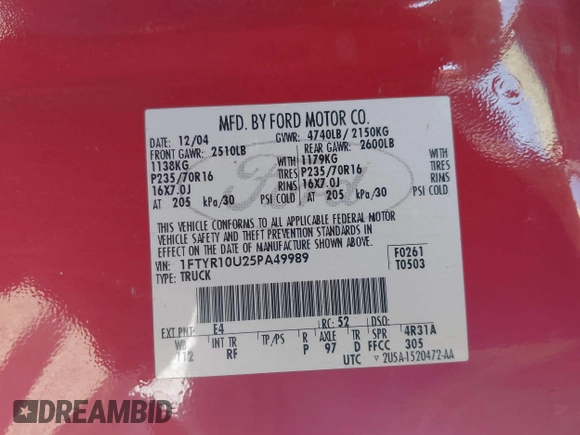 MFD. BY FORD MOTOR CO.
DATE: 12/04 GVWR: 4740LB/ 2150KG
FRONT GAWR: 2510LB REAR GAWR: 2600LB
1138KG WITH 1179KG WITH
P235/70R16 TIRES P235/70R16 TIRES
16X7.0J RIMS 16X7.0J RIMS
AT 205 kPa/30 PSI COLD AT 205 kPa/30 PSI COLD
THIS VEHICLE CONFORMS TO ALL APPLICABLE FEDERAL MOTOR
VEHICLE SAFETY AND THEFT PREVENTION STANDARDS IN
EFFECT ON THE DATE OF MANUFACTURE SHOWN ABOVE.
VIN: 1FTYR10U25PA49989 F0261
TYPE: TRUCK T0503
Ford
EXT PNT: E4 RC: 52 DSO:
WB INT TR TP/PS R AXLE TR SPR 4R31A
112 RF P 97 D FFCC 305
UTC ▽ 2U5A-1520472-AA
DREAMBID